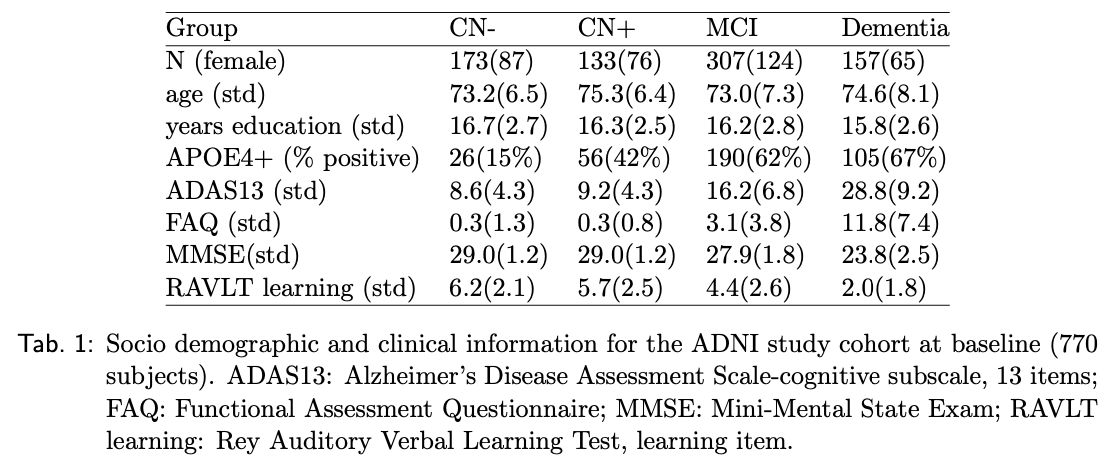 Group CN- CN+ MCI Dementia
N (female) 173(87) 133(76) 307(124) 157(65)
age (std) 73.2(6.5) 75.3(6.4) 73.0(7.3) 74.6(8.1)
years education (std) 16.7(2.7) 16.3(2.5) 16.2(2.8) 15.8(2.6)
APOE4+ (% positive) 26(15%) 56(42%) 190(62%) 105(67%)
ADAS13 (std) 8.6(4.3) 9.2(4.3) 16.2(6.8) 28.8(9.2)
FAQ (std) 0.3(1.3) 0.3(0.8) 3.1(3.8) 11.8(7.4)
MMSE(std) 29.0(1.2) 29.0(1.2) 27.9(1.8) 23.8(2.5)
RAVLT learning (std) 6.2(2.1) 5.7(2.5) 4.4(2.6) 2.0(1.8)
Tab. 1: Socio demographic and clinical information for the ADNI study cohort at baseline (770
subjects). ADAS13: Alzheimer's Disease Assessment Scale-cognitive subscale, 13 items;
FAQ: Functional Assessment Questionnaire; MMSE: Mini-Mental State Exam; RAVLT
learning: Rey Auditory Verbal Learning Test, learning item.